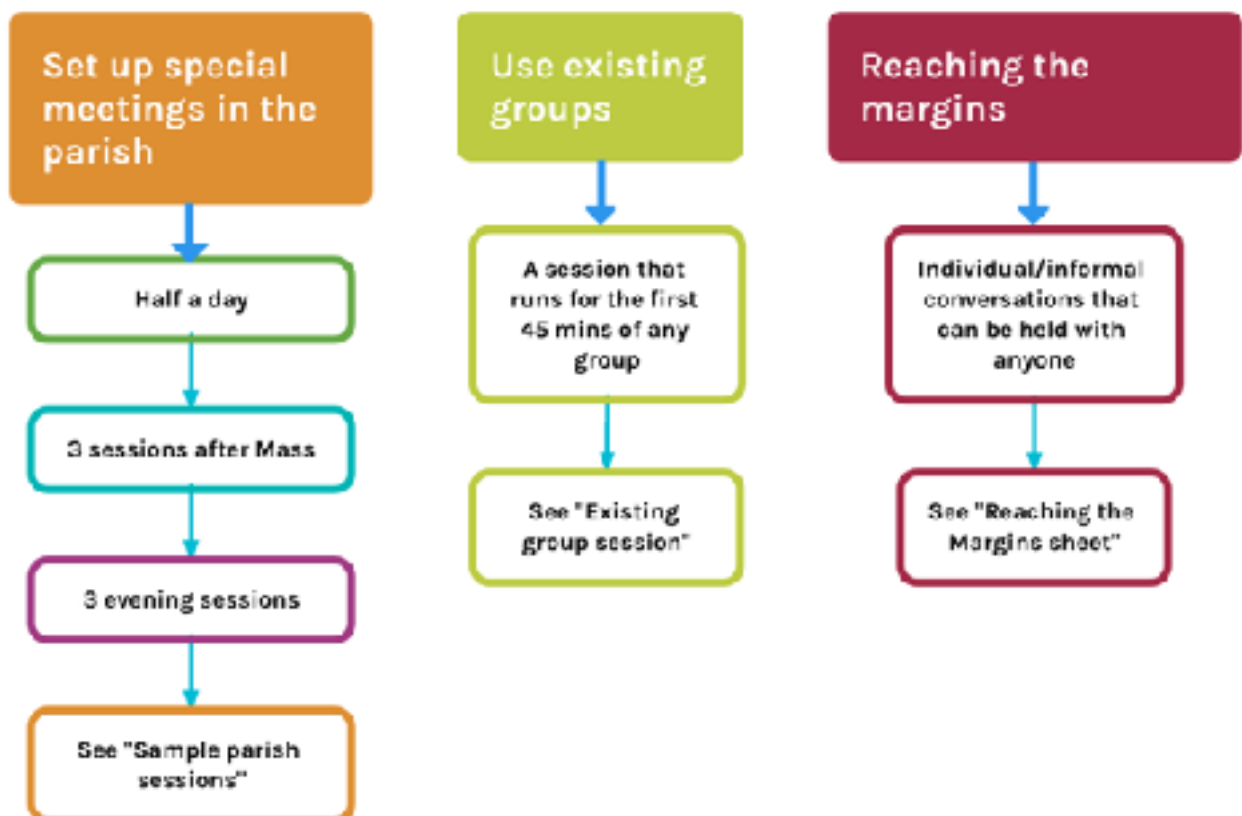 Set up special
meetings in the
parish
Half a day
3 sessions after Mass
3 evening sessions
See "Sample parish
sessions"
Use existing
groups
A session that
runs for the first
45 mins of any
group
See "Existing
group session"
Reaching the
margins
Individual/informal
conversations that
can be held with
anyone
See "Reaching the
Margins sheet"